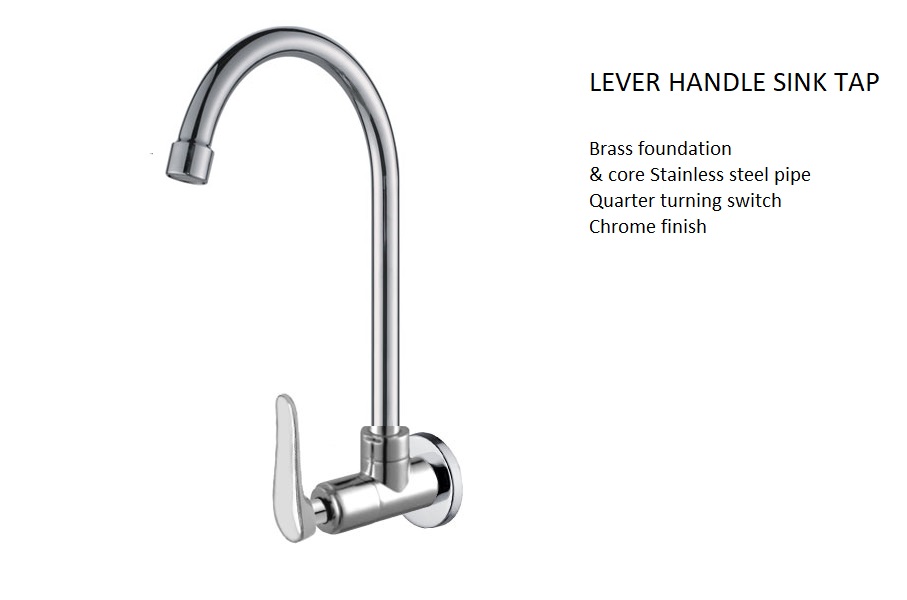 LEVER HANDLE SINK TAP
Brass foundation
& core Stainless steel pipe
Quarter turning switch
Chrome finish